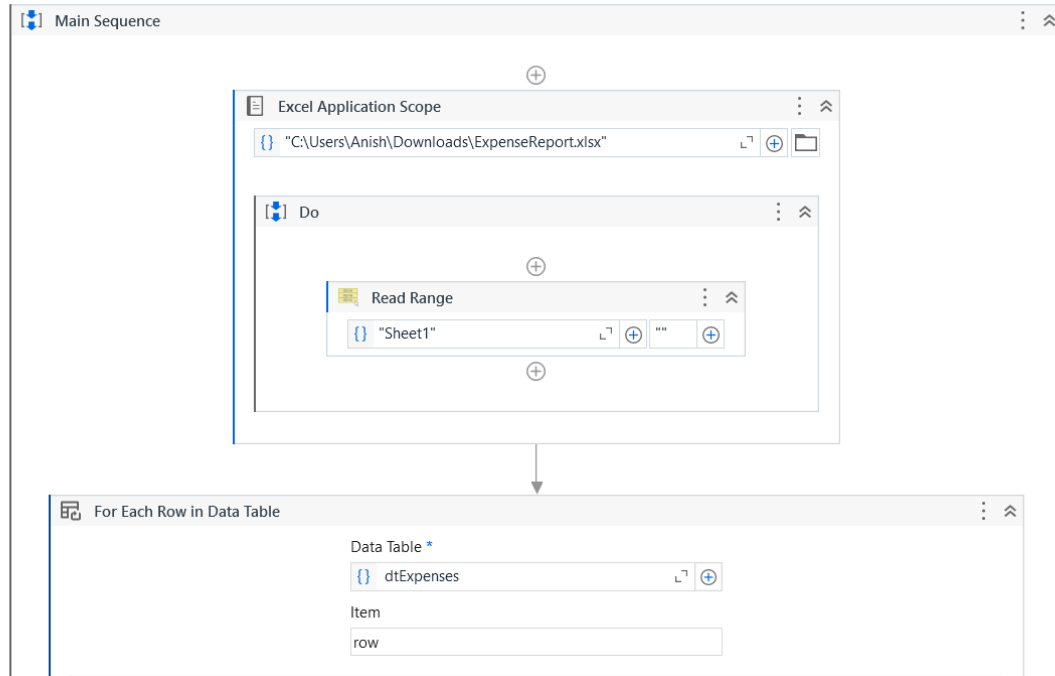 Main Sequence
Excel Application Scope
"C:\Users\Anish\Downloads\ExpenseReport.xlsx"
Do
Read Range
"Sheet1" ""
For Each Row in Data Table
Data Table *
dtExpenses
Item
row